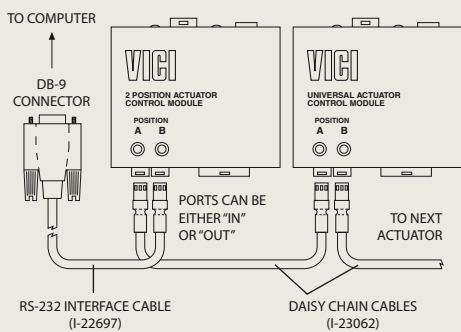 TO COMPUTER
DB-9
CONNECTOR
VICI
2 POSITION ACTUATOR
CONTROL MODULE
POSITION
A B
VICI
UNIVERSAL ACTUATOR
CONTROL MODULE
POSITION
A B
PORTS CAN BE
EITHER “IN”
OR “OUT”
TO NEXT
ACTUATOR
RS-232 INTERFACE CABLE
(I-22697)
DAISY CHAIN CABLES
(I-23062)